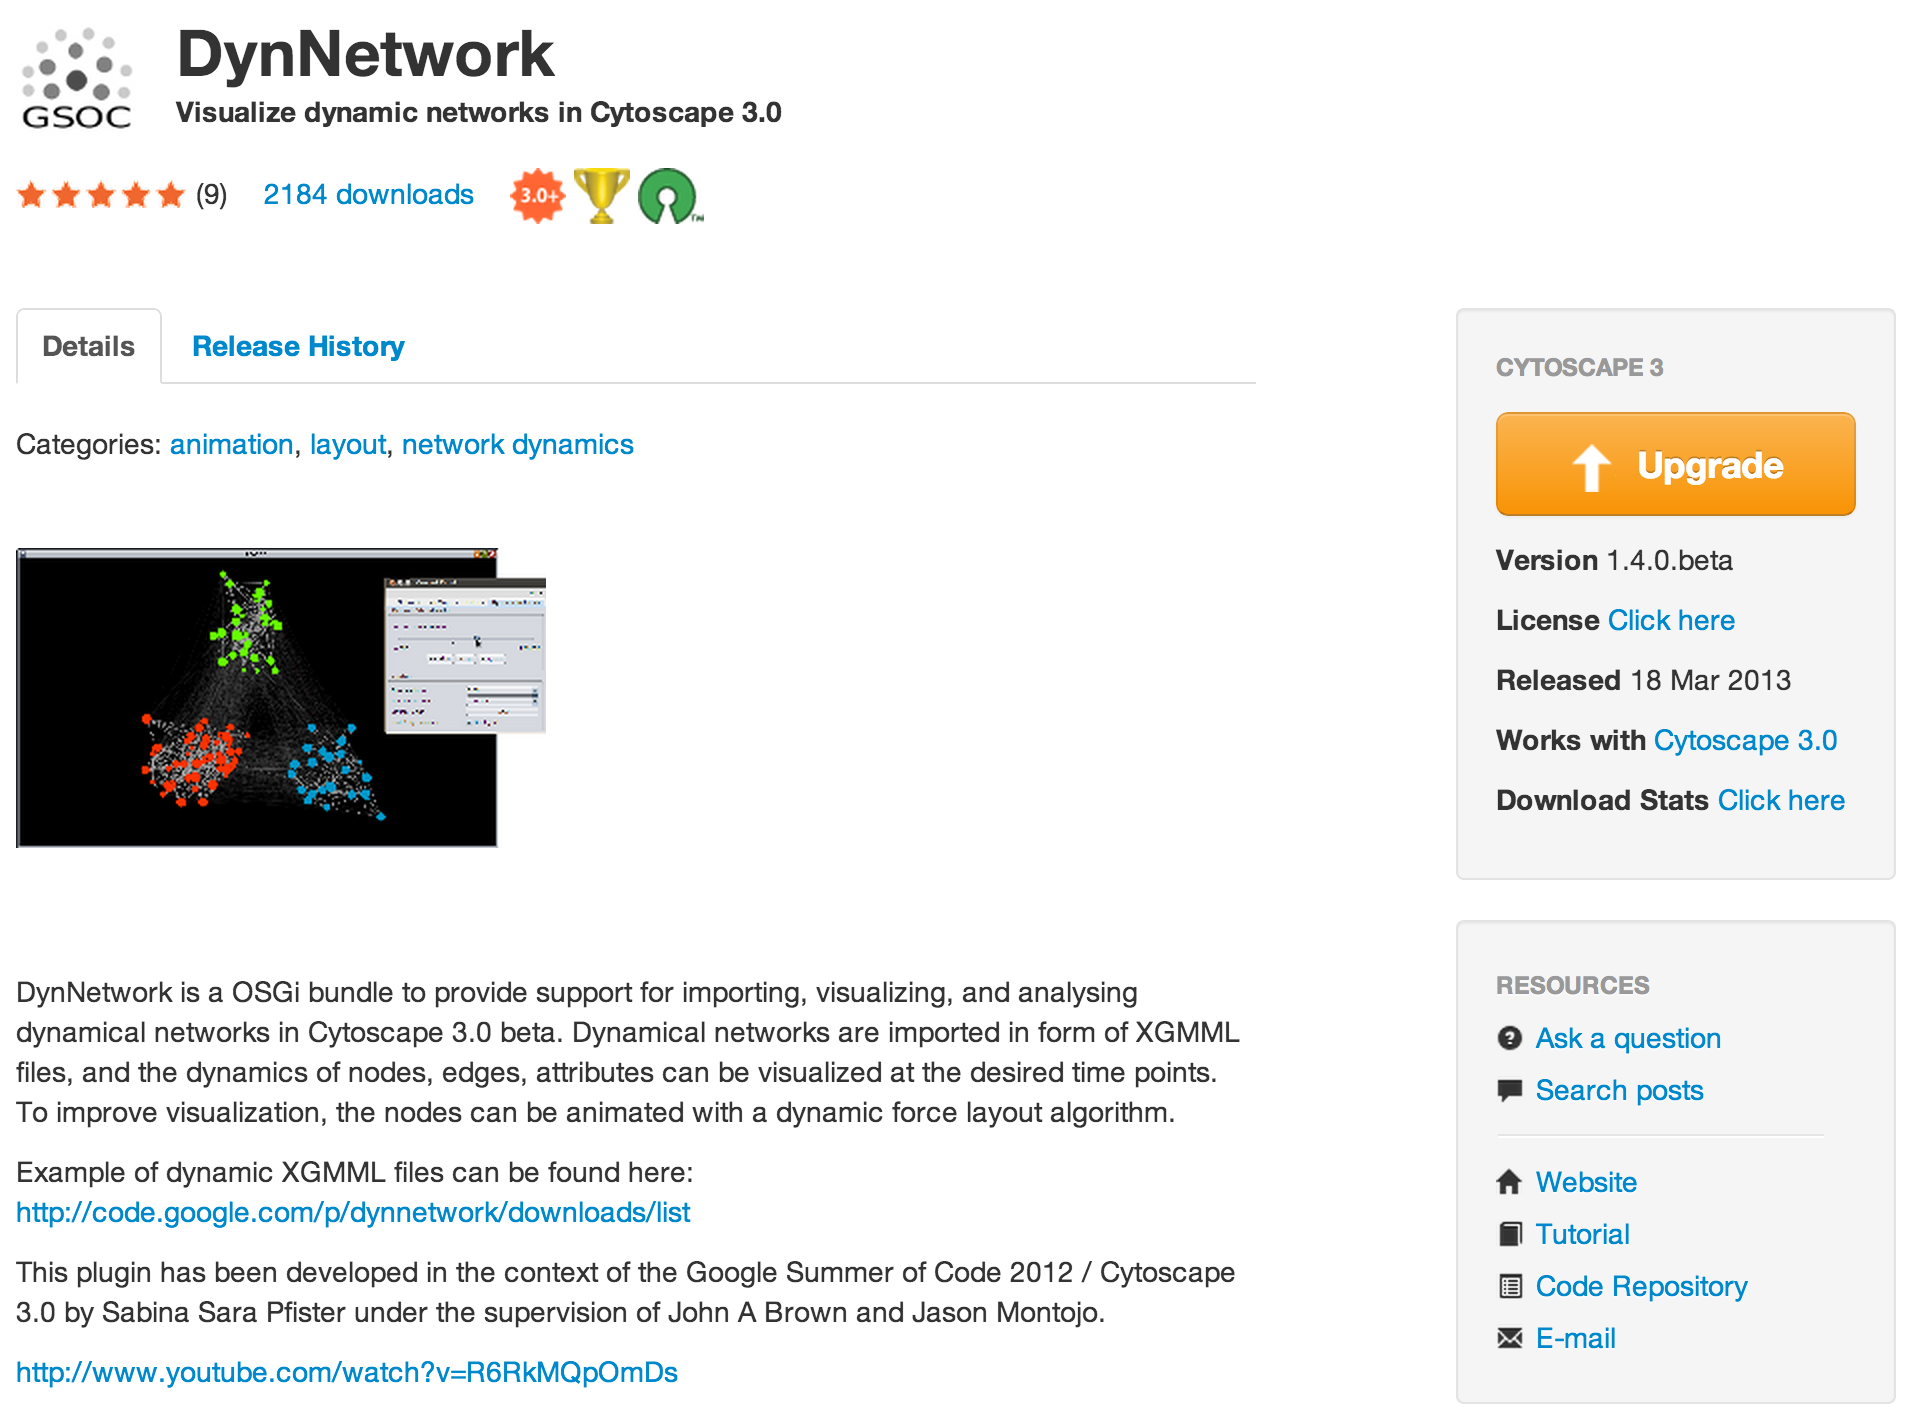 GSOC
DynNetwork
Visualize dynamic networks in Cytoscape 3.0
(9) 2184 downloads 3.0+ ™
Details Release History
Categories: animation, layout, network dynamics
DynNetwork is a OSGi bundle to provide support for importing, visualizing, and analysing
dynamical networks in Cytoscape 3.0 beta. Dynamical networks are imported in form of XGMML
files, and the dynamics of nodes, edges, attributes can be visualized at the desired time points.
To improve visualization, the nodes can be animated with a dynamic force layout algorithm.
Example of dynamic XGMML files can be found here:
http://code.google.com/p/dynnetwork/downloads/list
This plugin has been developed in the context of the Google Summer of Code 2012 / Cytoscape
3.0 by Sabina Sara Pfister under the supervision of John A Brown and Jason Montojo.
http://www.youtube.com/watch?v=R6RkMQpOmDs
CYTOSCAPE 3
Upgrade
Version 1.4.0.beta
License Click here
Released 18 Mar 2013
Works with Cytoscape 3.0
Download Stats Click here
RESOURCES
Ask a question
Search posts
Website
Tutorial
Code Repository
E-mail